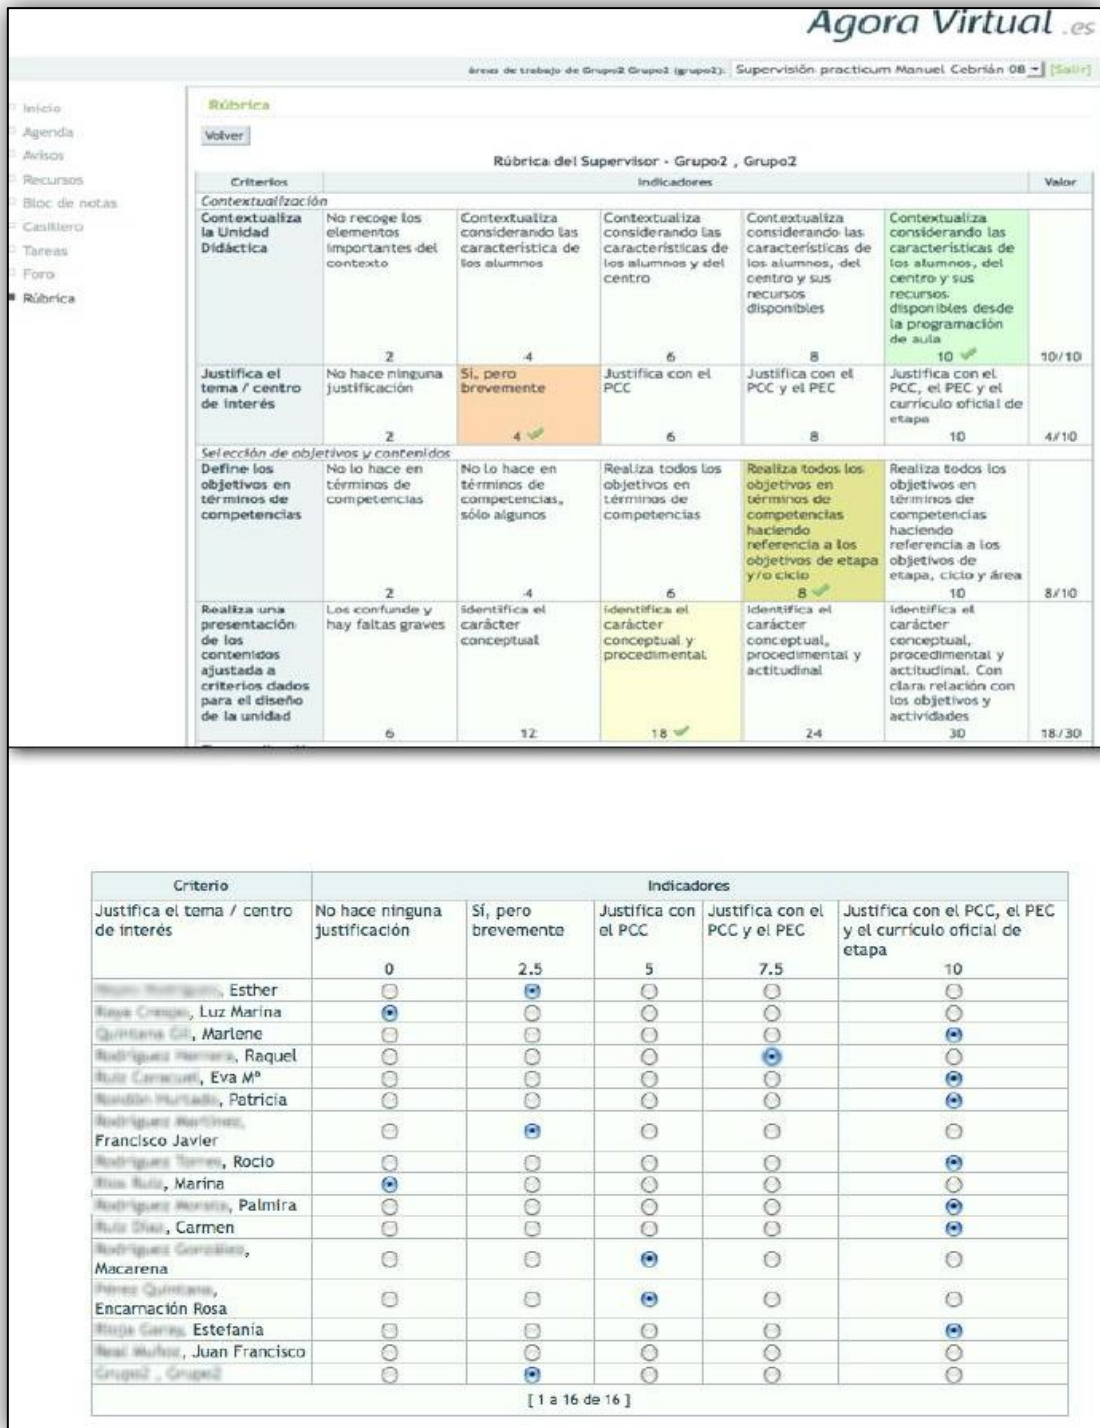 Agora Virtual .es
áreas de trabajo de Grupo2 Grupo2 (grupo2): Supervisión practicum Manuel Cebrián 08 [Salir]
Inicio
Agenda
Avisos
Recursos
Bloc de notas
Casillero
Tareas
Foro
Rúbrica
Rúbrica
Volver
Rúbrica del Supervisor - Grupo2 , Grupo2
Criterios Indicadores Valor
Contextualización
Contextualiza No recoge los Contextualiza Contextualiza Contextualiza Contextualiza
la Unidad elementos considerando las considerando las considerando las considerando las
Didáctica importantes del característica de características de características de características de
contexto los alumnos los alumnos y del los alumnos, del los alumnos, del
centro centro y sus centro y sus
recursos recursos
disponibles disponibles desde
la programación
de aula
2 4 6 8 10 10/10
Justifica el No hace ninguna Sí, pero Justifica con el Justifica con el Justifica con el
tema / centro justificación brevemente PCC PCC y el PEC PCC, el PEC y el
de interés currículo oficial de
etapa
2 4 6 8 10 4/10
Selección de objetivos y contenidos
Define los No lo hace en No lo hace en Realiza todos los Realiza todos los Realiza todos los
objetivos en términos de términos de objetivos en objetivos en objetivos en
términos de competencias competencias, términos de términos de términos de
competencias sólo algunos competencias competencias competencias
haciendo haciendo
referencia a los referencia a los
objetivos de etapa objetivos de
y/o ciclo etapa, ciclo y área
2 4 6 8 10 8/10
Realiza una Los confunde y identifica el identifica el identifica el identifica el
presentación hay faltas graves carácter carácter carácter carácter
de los conceptual conceptual y conceptual, conceptual,
contenidos procedimental procedimental y procedimental y
ajustada a actitudinal actitudinal. Con
criterios dados clara relación con
para el diseño los objetivos y
de la unidad actividades
6 12 18 24 30 18/30
Criterio Indicadores
Justifica el tema / centro No hace ninguna Sí, pero Justifica con Justifica con el Justifica con el PCC, el PEC
de interés justificación brevemente el PCC PCC y el PEC y el currículo oficial de
etapa
0 2.5 5 7.5 10
, Esther
, Luz Marina
, Marlene
, Raquel
, Eva Mª
, Patricia
Francisco Javier
, Rocio
, Marina
, Palmira
, Carmen
Macarena
Encarnación Rosa
Estefanía
, Juan Francisco
Grupo2 , Grupo2
[ 1 a 16 de 16 ]